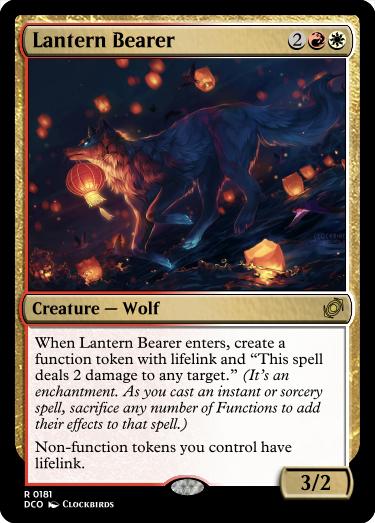 Lantern Bearer 2
Creature — Wolf
When Lantern Bearer enters, create a
function token with lifelink and “This spell
deals 2 damage to any target.” (It’s an
enchantment. As you cast an instant or sorcery
spell, sacrifice any number of Functions to add
their effects to that spell.)
Non-function tokens you control have
lifelink.
3/2
R 0181
DCO Clockbirds